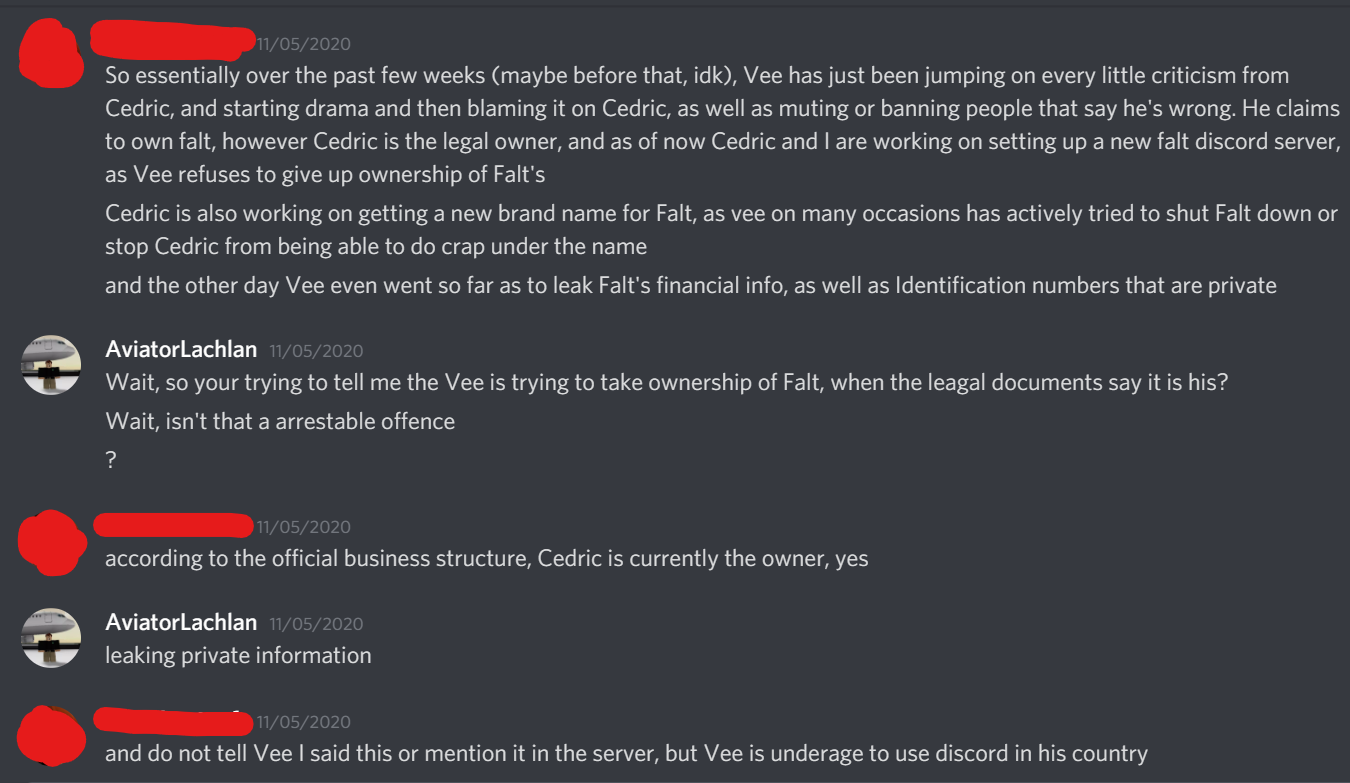 11/05/2020
So essentially over the past few weeks (maybe before that, idk), Vee has just been jumping on every little criticism from
Cedric, and starting drama and then blaming it on Cedric, as well as muting or banning people that say he's wrong. He claims
to own falt, however Cedric is the legal owner, and as of now Cedric and I are working on setting up a new falt discord server,
as Vee refuses to give up ownership of Falt's
Cedric is also working on getting a new brand name for Falt, as vee on many occasions has actively tried to shut Falt down or
stop Cedric from being able to do crap under the name
and the other day Vee even went so far as to leak Falt's financial info, as well as Identification numbers that are private
AviatorLachlan 11/05/2020
Wait, so your trying to tell me the Vee is trying to take ownership of Falt, when the leagal documents say it is his?
Wait, isn't that a arrestable offence
?
11/05/2020
according to the official business structure, Cedric is currently the owner, yes
AviatorLachlan 11/05/2020
leaking private information
11/05/2020
and do not tell Vee I said this or mention it in the server, but Vee is underage to use discord in his country